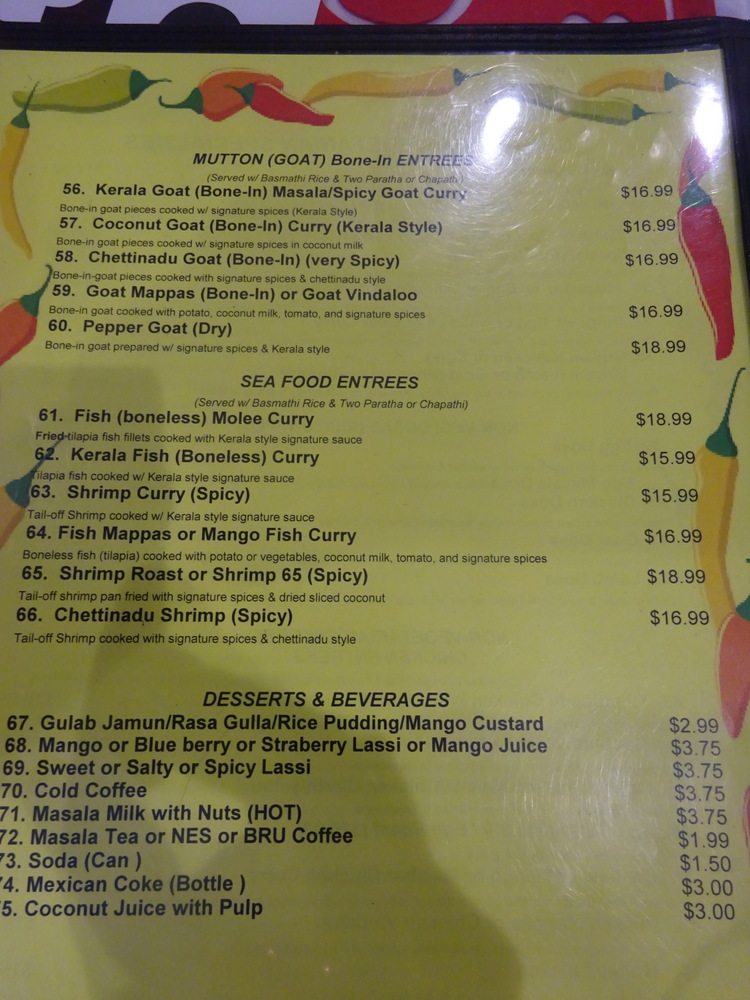 MUTTON (GOAT) Bone-In ENTREES
(Served w/ Basmathi Rice & Two Paratha or Chapathi)
56. Kerala Goat (Bone-In) Masala/Spicy Goat Curry $16.99
Bone-in goat pieces cooked w/ signature spices (Kerala Style)
57. Coconut Goat (Bone-In) Curry (Kerala Style) $16.99
Bone-in goat pieces cooked w/ signature spices in coconut milk
58. Chettinadu Goat (Bone-In) (very Spicy) $16.99
Bone-in-goat pieces cooked with signature spices & chettinadu style
59. Goat Mappas (Bone-In) or Goat Vindaloo
Bone-in goat cooked with potato, coconut milk, tomato, and signature spices $16.99
60. Pepper Goat (Dry)
Bone-in goat prepared w/ signature spices & Kerala style $18.99
SEA FOOD ENTREES
(Served w/ Basmathi Rice & Two Paratha or Chapathi)
61. Fish (boneless) Molee Curry $18.99
Fried-tilapia fish fillets cooked with Kerala style signature sauce
62. Kerala Fish (Boneless) Curry $15.99
Tilapia fish cooked w/ Kerala style signature sauce
63. Shrimp Curry (Spicy) $15.99
Tail-off Shrimp cooked w/ Kerala style signature sauce
64. Fish Mappas or Mango Fish Curry $16.99
Boneless fish (tilapia) cooked with potato or vegetables, coconut milk, tomato, and signature spices
65. Shrimp Roast or Shrimp 65 (Spicy) $18.99
Tail-off shrimp pan fried with signature spices & dried sliced coconut
66. Chettinadu Shrimp (Spicy) $16.99
Tail-off Shrimp cooked with signature spices & chettinadu style
DESSERTS & BEVERAGES
67. Gulab Jamun/Rasa Gulla/Rice Pudding/Mango Custard $2.99
68. Mango or Blue berry or Straberry Lassi or Mango Juice $3.75
69. Sweet or Salty or Spicy Lassi $3.75
70. Cold Coffee $3.75
71. Masala Milk with Nuts (HOT) $3.75
72. Masala Tea or NES or BRU Coffee $1.99
73. Soda (Can ) $1.50
74. Mexican Coke (Bottle ) $3.00
5. Coconut Juice with Pulp $3.00